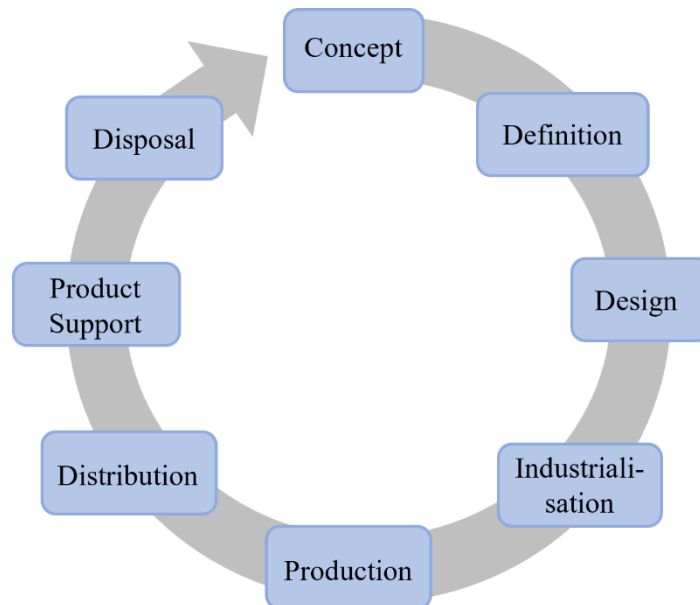 Concept
Definition
Design
Industriali-
sation
Production
Distribution
Product
Support
Disposal